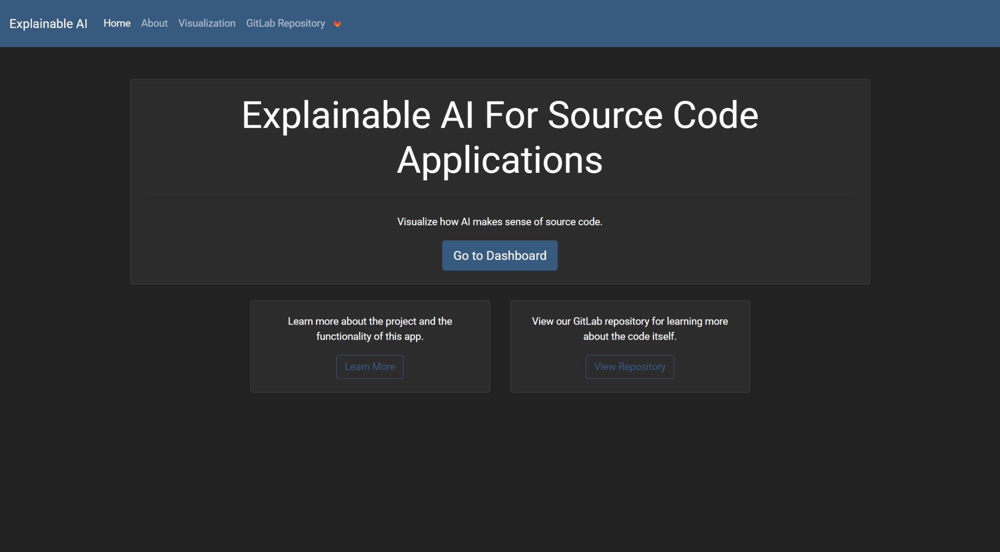 Explainable AI Home About Visualization GitLab Repository
Explainable AI For Source Code
Applications
Visualize how AI makes sense of source code.
Go to Dashboard
Learn more about the project and the
functionality of this app.
Learn More
View our GitLab repository for learning more
about the code itself.
View Repository